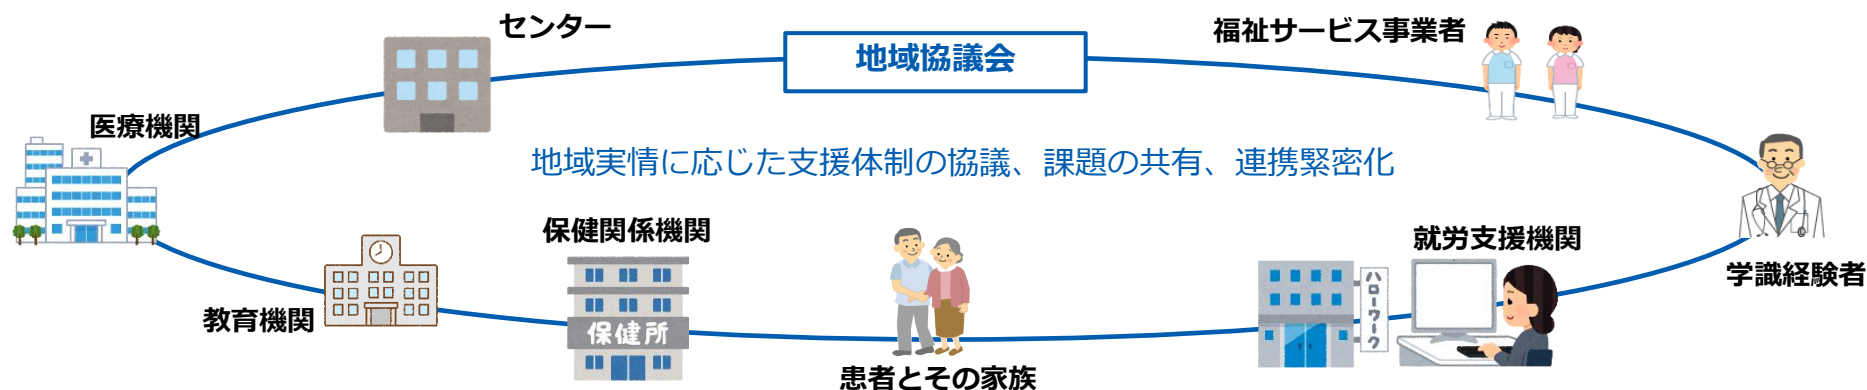 センター
地域協議会
福祉サービス事業者
医療機関
地域実情に応じた支援体制の協議、課題の共有、連携緊密化
保健関係機関
就労支援機関
学識経験者
教育機関
保健所
ハローワーク
患者とその家族